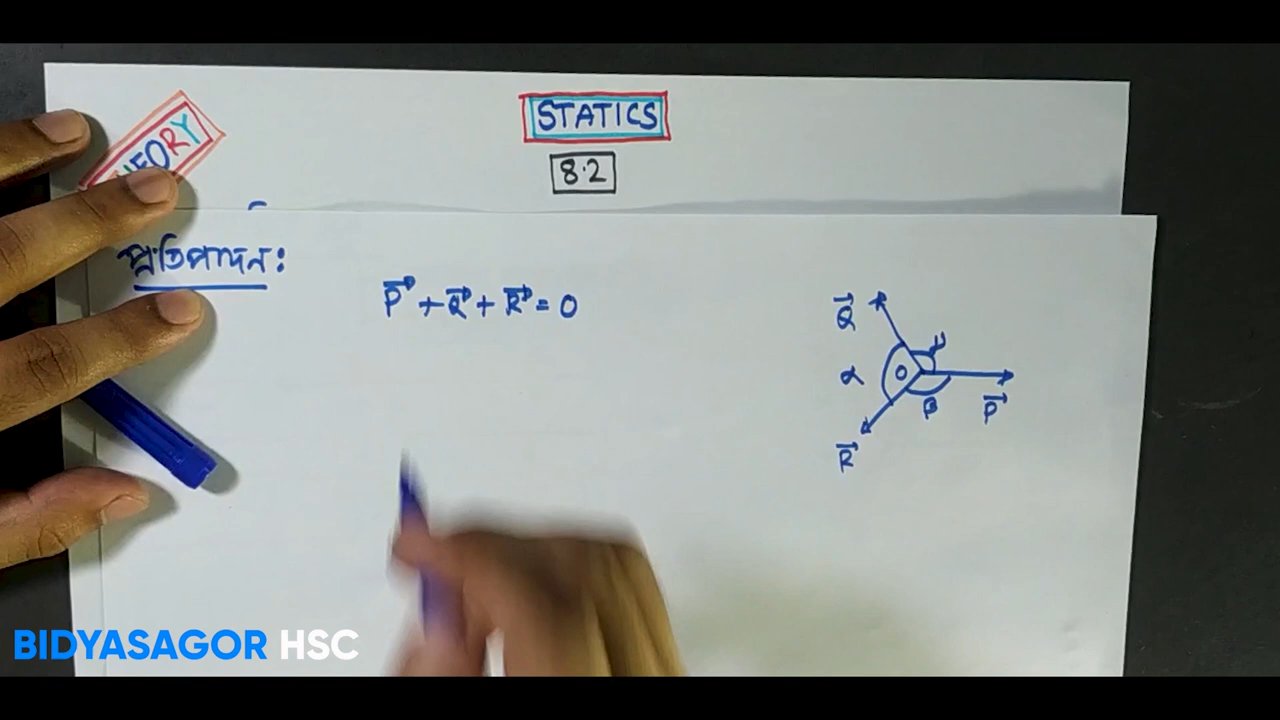 STATICS
8.2
প্রতিপাদন:
P⃗ + Q⃗ + R⃗ = 0
Q⃗
α
O
β
P⃗
R⃗
BIDYASAGOR HSC